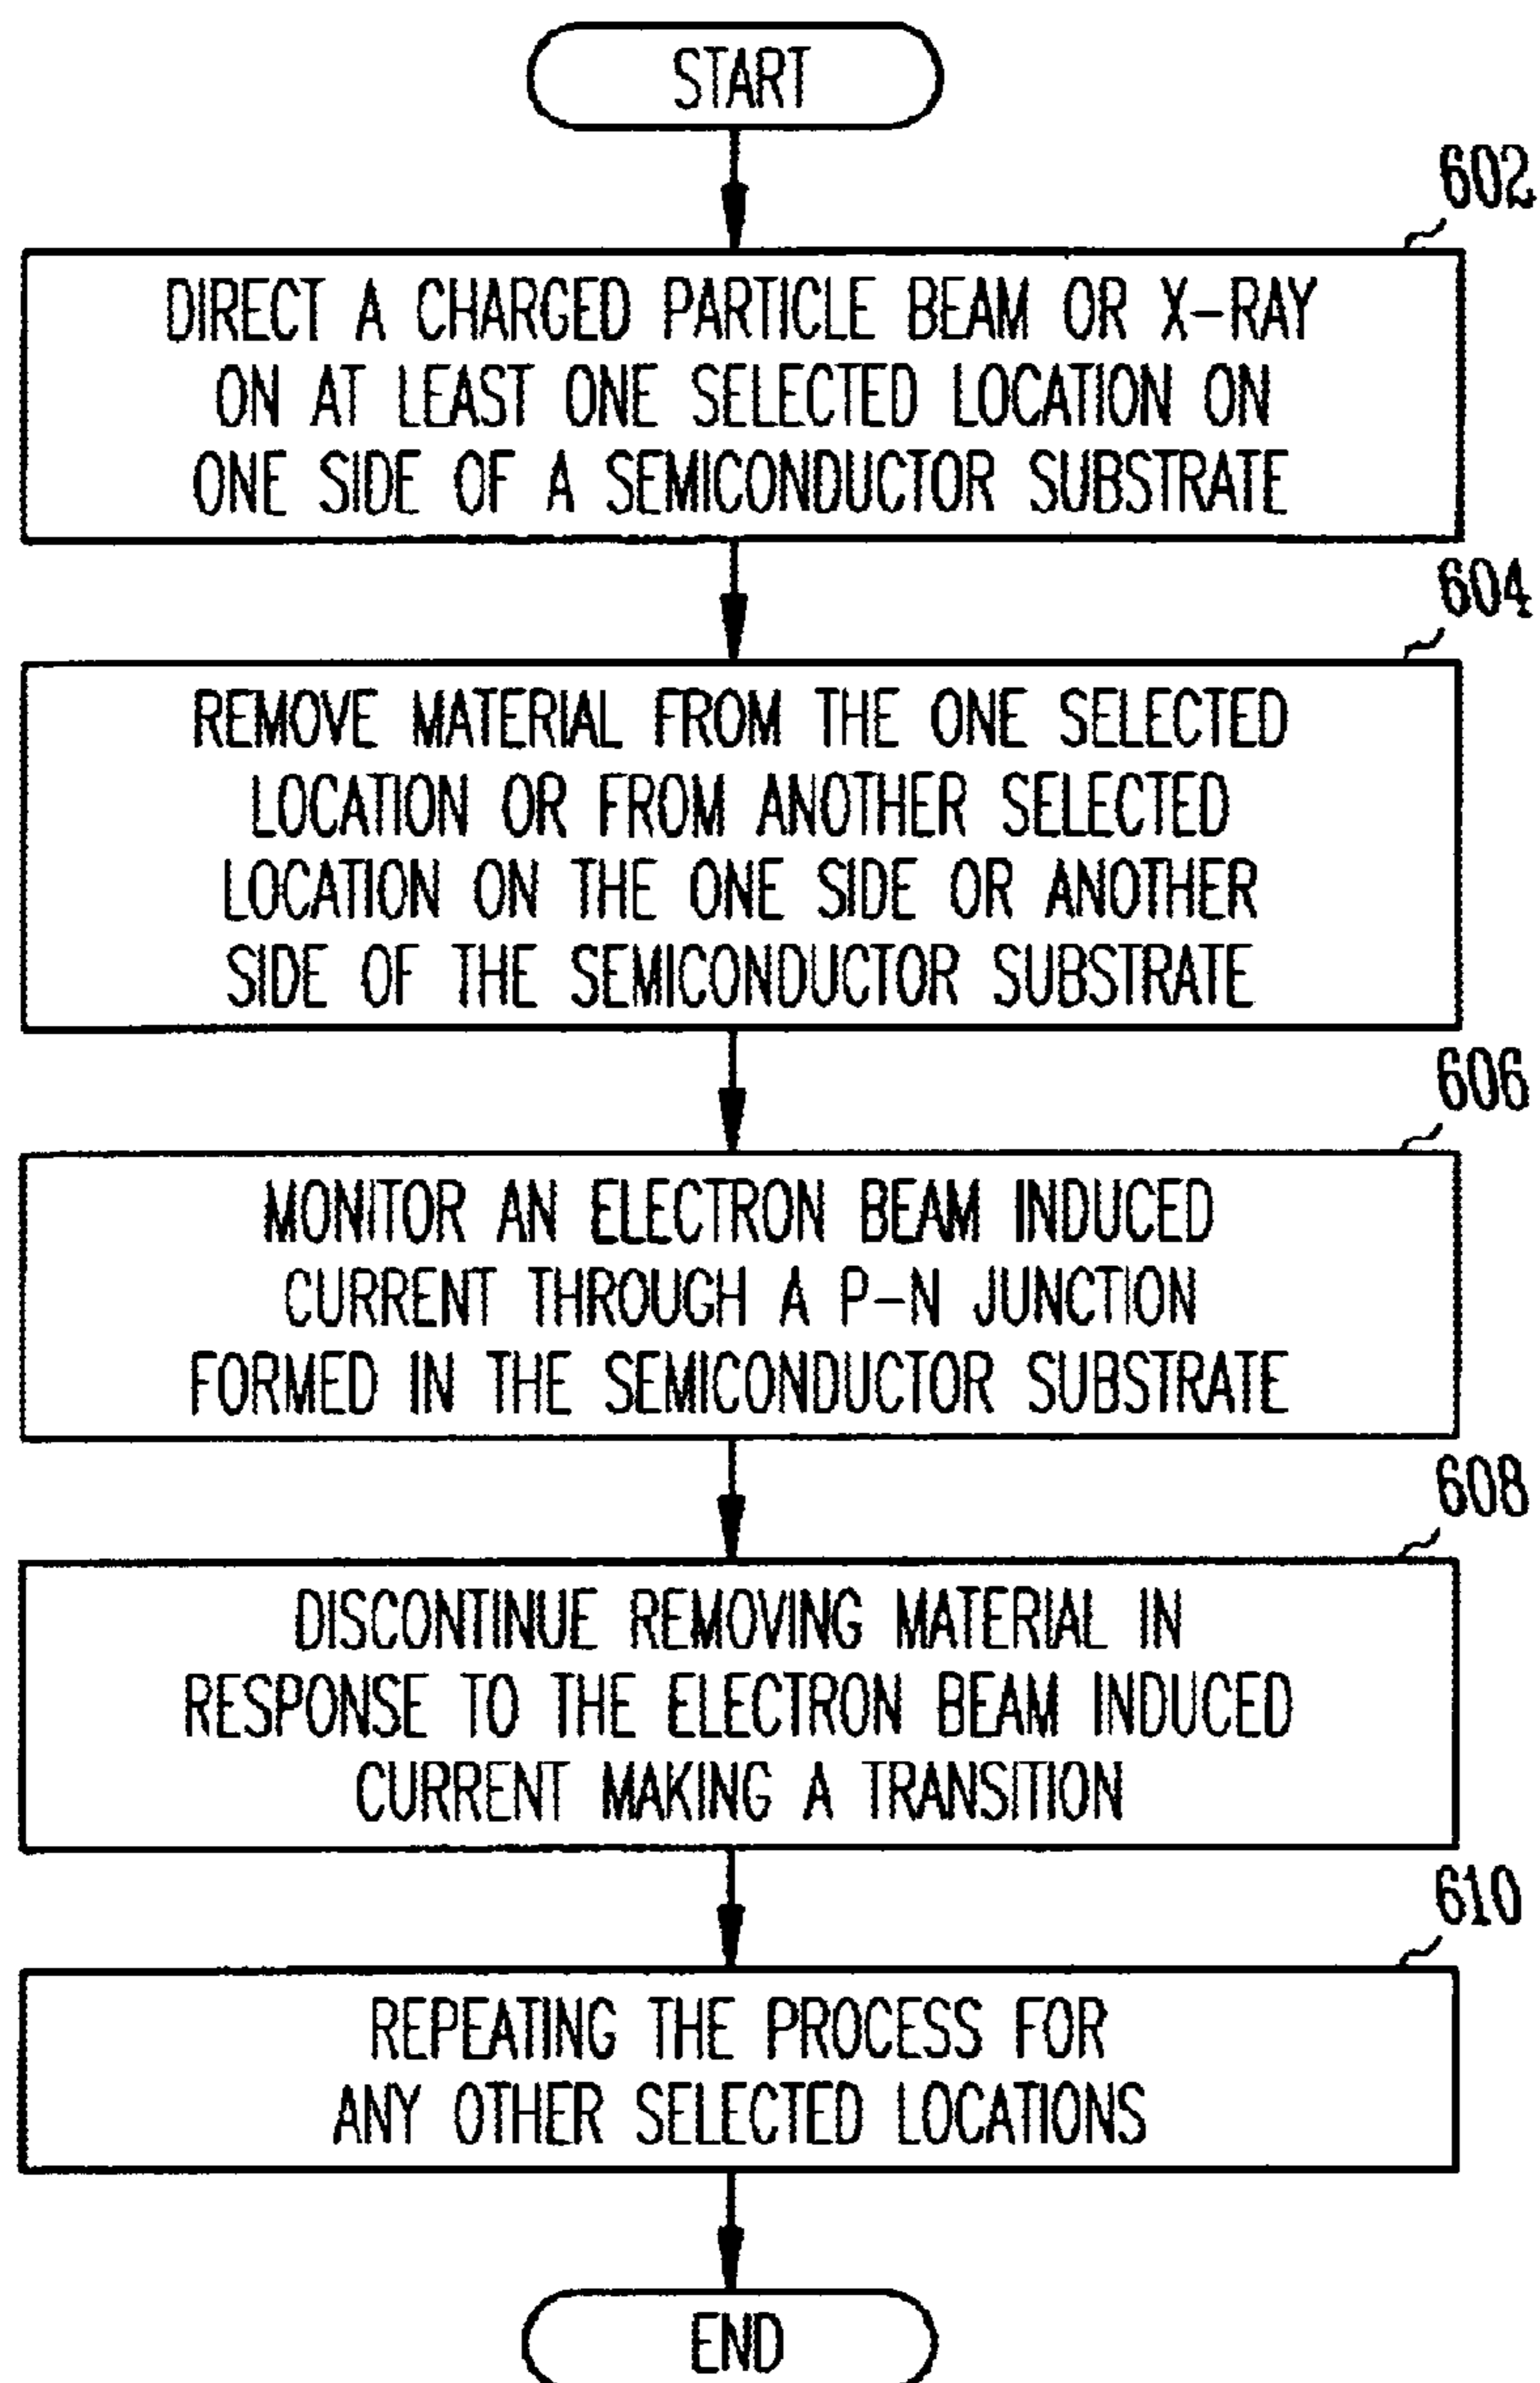 START
602
DIRECT A CHARGED PARTICLE BEAM OR X-RAY
ON AT LEAST ONE SELECTED LOCATION ON
ONE SIDE OF A SEMICONDUCTOR SUBSTRATE
604
REMOVE MATERIAL FROM THE ONE SELECTED
LOCATION OR FROM ANOTHER SELECTED
LOCATION ON THE ONE SIDE OR ANOTHER
SIDE OF THE SEMICONDUCTOR SUBSTRATE
606
MONITOR AN ELECTRON BEAM INDUCED
CURRENT THROUGH A P-N JUNCTION
FORMED IN THE SEMICONDUCTOR SUBSTRATE
608
DISCONTINUE REMOVING MATERIAL IN
RESPONSE TO THE ELECTRON BEAM INDUCED
CURRENT MAKING A TRANSITION
610
REPEATING THE PROCESS FOR
ANY OTHER SELECTED LOCATIONS
END